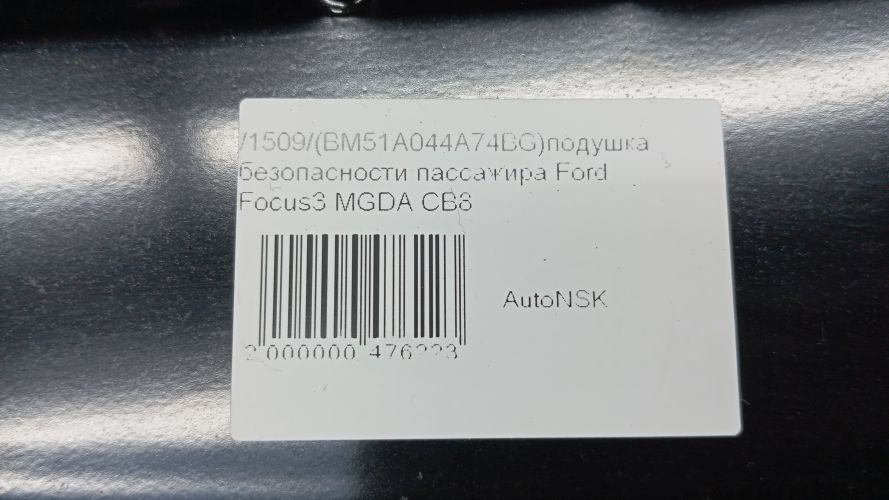 /1509/(BM51A044A74BG)подушка
безопасности пассажира Ford
Focus3 MGDA CB8
2 000000 476223
AutoNSK